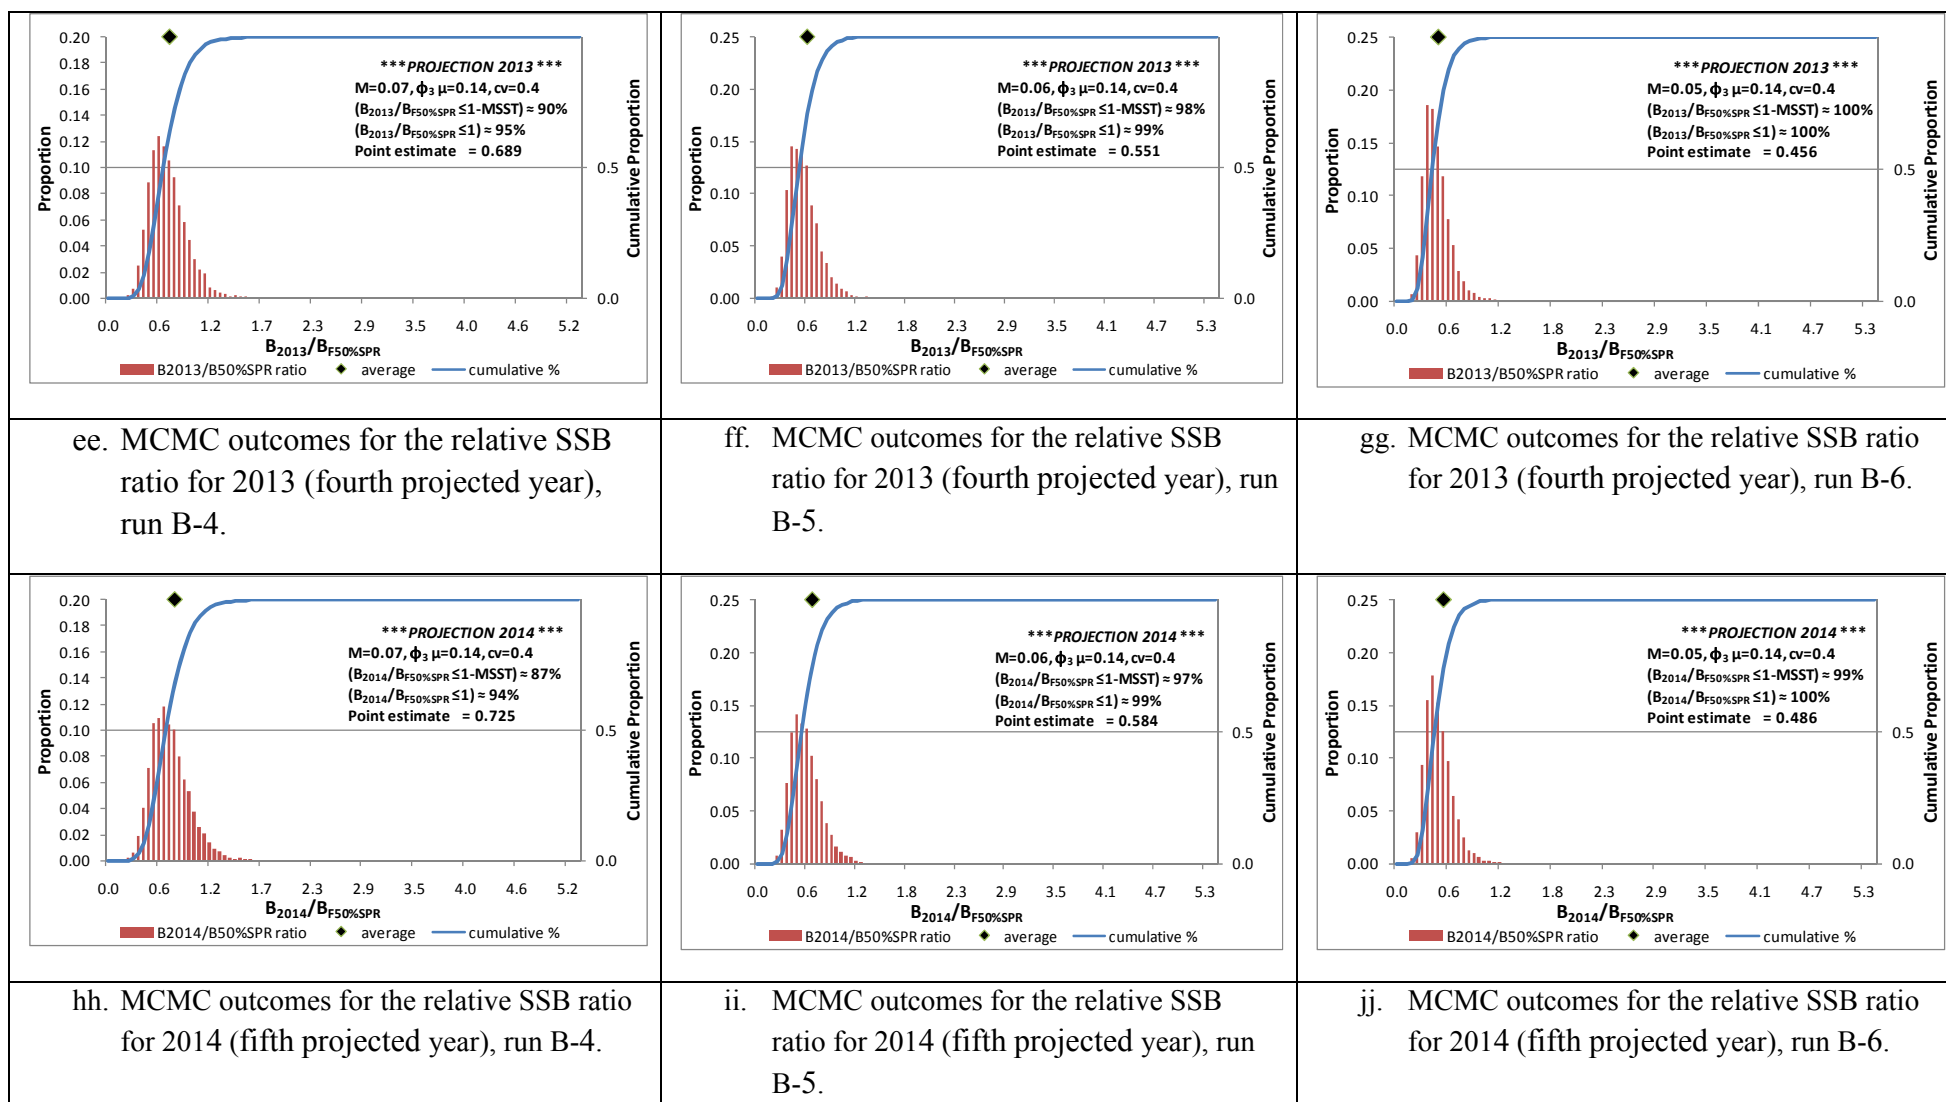 0.20
0.18
0.16
0.14
0.12
0.10
0.08
0.06
0.04
0.02
0.00
Proportion
***PROJECTION 2013 ***
M=0.07, ϕ3 μ=0.14, cv=0.4
(B2013/BF50%SPR ≤1-MSST) ≈ 90%
(B2013/BF50%SPR ≤1) ≈ 95%
Point estimate = 0.689
0.5
0.0
Cumulative Proportion
0.0 0.6 1.2 1.7 2.3 2.9 3.5 4.0 4.6 5.2
B2013/BF50%SPR
B2013/B50%SPR ratio average cumulative %
0.25
0.20
0.15
0.10
0.05
0.00
Proportion
***PROJECTION 2013 ***
M=0.06, ϕ3 μ=0.14, cv=0.4
(B2013/BF50%SPR ≤1-MSST) ≈ 98%
(B2013/BF50%SPR ≤1) ≈ 99%
Point estimate = 0.551
0.5
0.0
Cumulative Proportion
0.0 0.6 1.2 1.8 2.3 2.9 3.5 4.1 4.7 5.3
B2013/BF50%SPR
B2013/B50%SPR ratio average cumulative %
0.25
0.20
0.15
0.10
0.05
0.00
Proportion
***PROJECTION 2013 ***
M=0.05, ϕ3 μ=0.14, cv=0.4
(B2013/BF50%SPR ≤1-MSST) ≈ 100%
(B2013/BF50%SPR ≤1) ≈ 100%
Point estimate = 0.456
0.5
0.0
Cumulative Proportion
0.0 0.6 1.2 1.8 2.3 2.9 3.5 4.1 4.7 5.3
B2013/BF50%SPR
B2013/B50%SPR ratio average cumulative %
ee. MCMC outcomes for the relative SSB
ratio for 2013 (fourth projected year),
run B-4.
ff. MCMC outcomes for the relative SSB
ratio for 2013 (fourth projected year), run
B-5.
gg. MCMC outcomes for the relative SSB ratio
for 2013 (fourth projected year), run B-6.
0.20
0.18
0.16
0.14
0.12
0.10
0.08
0.06
0.04
0.02
0.00
Proportion
***PROJECTION 2014 ***
M=0.07, ϕ3 μ=0.14, cv=0.4
(B2014/BF50%SPR ≤1-MSST) ≈ 87%
(B2014/BF50%SPR ≤1) ≈ 94%
Point estimate = 0.725
0.5
0.0
Cumulative Proportion
0.0 0.6 1.2 1.7 2.3 2.9 3.5 4.0 4.6 5.2
B2014/BF50%SPR
B2014/B50%SPR ratio average cumulative %
0.25
0.20
0.15
0.10
0.05
0.00
Proportion
***PROJECTION 2014 ***
M=0.06, ϕ3 μ=0.14, cv=0.4
(B2014/BF50%SPR ≤1-MSST) ≈ 97%
(B2014/BF50%SPR ≤1) ≈ 99%
Point estimate = 0.584
0.5
0.0
Cumulative Proportion
0.0 0.6 1.2 1.8 2.3 2.9 3.5 4.1 4.7 5.3
B2014/BF50%SPR
B2014/B50%SPR ratio average cumulative %
0.25
0.20
0.15
0.10
0.05
0.00
Proportion
***PROJECTION 2014 ***
M=0.05, ϕ3 μ=0.14, cv=0.4
(B2014/BF50%SPR ≤1-MSST) ≈ 99%
(B2014/BF50%SPR ≤1) ≈ 100%
Point estimate = 0.486
0.5
0.0
Cumulative Proportion
0.0 0.6 1.2 1.8 2.3 2.9 3.5 4.1 4.7 5.3
B2014/BF50%SPR
B2014/B50%SPR ratio average cumulative %
hh. MCMC outcomes for the relative SSB ratio
for 2014 (fifth projected year), run B-4.
ii. MCMC outcomes for the relative SSB
ratio for 2014 (fifth projected year), run
B-5.
jj. MCMC outcomes for the relative SSB ratio
for 2014 (fifth projected year), run B-6.